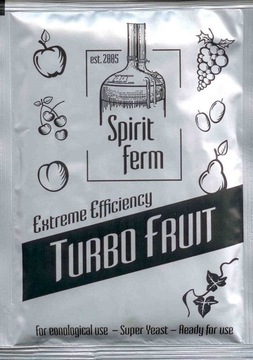 est. 2005
Spirit
ferm
Extreme Efficiency
TURBO FRUIT
For oenological use – Super Yeast – Ready for use